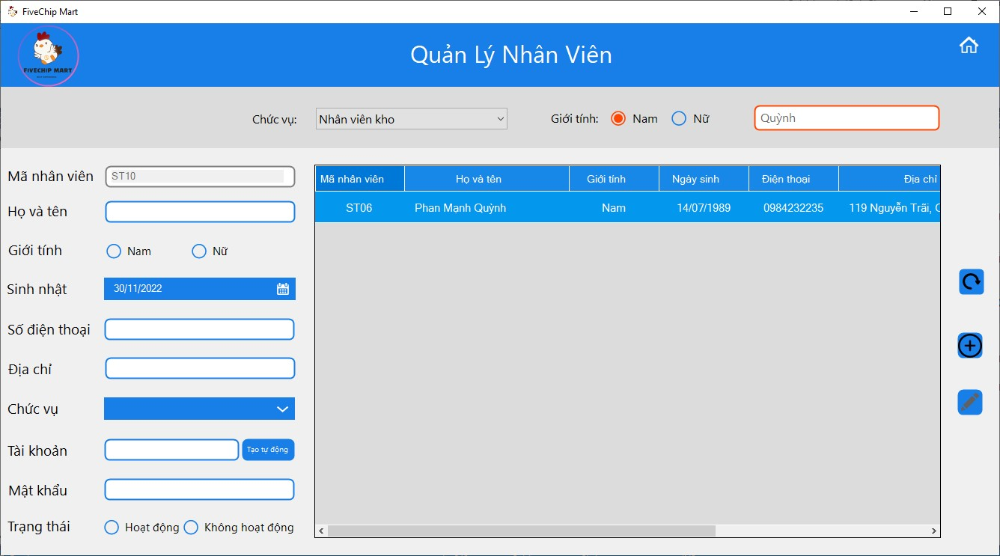 FiveChip Mart
FIVECHIP MART
Quản Lý Nhân Viên
Chức vụ: Nhân viên kho Giới tính: Nam Nữ Quỳnh
Mã nhân viên ST10
Họ và tên
Giới tính Nam Nữ
Sinh nhật 30/11/2022
Số điện thoại
Địa chỉ
Chức vụ
Tài khoản Tạo tự động
Mật khẩu
Trạng thái Hoạt động Không hoạt động
Mã nhân viên Họ và tên Giới tính Ngày sinh Điện thoại Địa chỉ
ST06 Phan Mạnh Quỳnh Nam 14/07/1989 0984232235 119 Nguyễn Trãi,